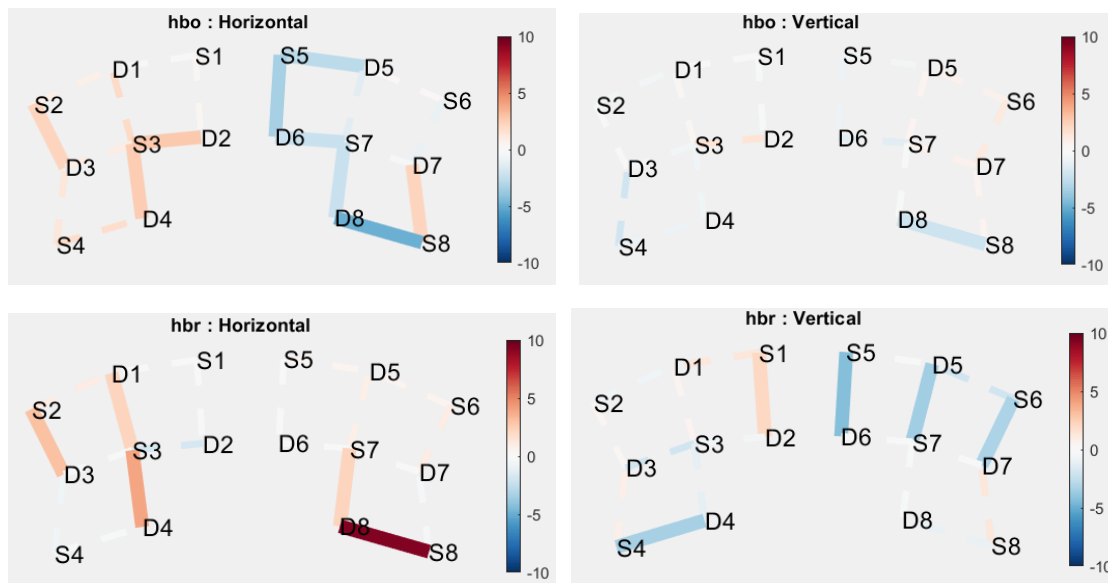 hbo : Horizontal
S1
D1
S2
S3
D2
D3
D4
S4
S5
D5
S6
D6
S7
D7
D8
S8
10
5
0
-5
-10
hbo : Vertical
S1
D1
S2
S3
D2
D3
D4
S4
S5
D5
S6
D6
S7
D7
D8
S8
10
5
0
-5
-10
hbr : Horizontal
S1
D1
S2
S3
D2
D3
D4
S4
S5
D5
S6
D6
S7
D7
D8
S8
10
5
0
-5
-10
hbr : Vertical
S1
D1
S2
S3
D2
D3
D4
S4
S5
D5
S6
D6
S7
D7
D8
S8
10
5
0
-5
-10